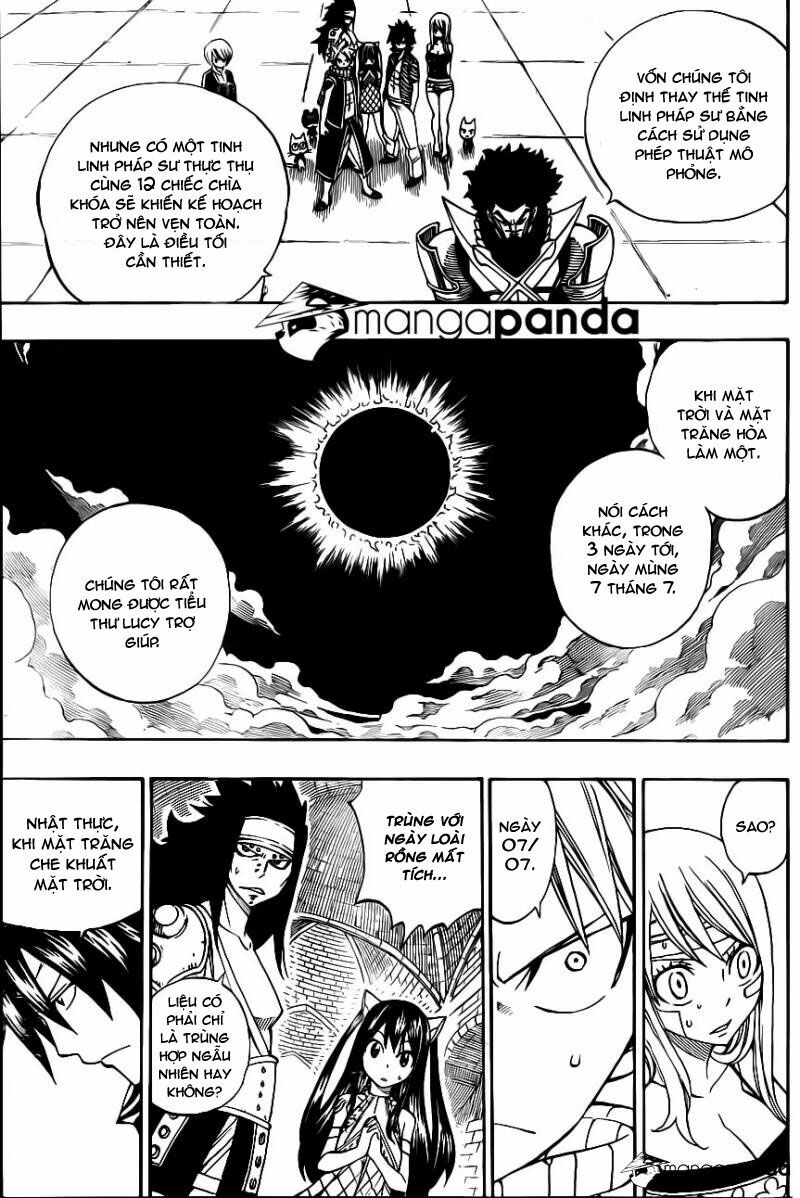 VỐN CHÚNG TÔI
ĐỊNH THAY THẾ TINH
LINH PHÁP SƯ BẰNG
CÁCH SỬ DỤNG
PHÉP THUẬT MÔ
PHỎNG.
NHƯNG CÓ MỘT TINH
LINH PHÁP SƯ THỰC THỤ
CÙNG 12 CHIẾC CHÌA
KHÓA SẼ KHIẾN KẾ HOẠCH
TRỞ NÊN VẸN TOÀN.
ĐÂY LÀ ĐIỀU TỐI
CẦN THIẾT.
mangapanda
KHI MẶT
TRỜI VÀ MẶT
TRĂNG HÒA
LÀM MỘT.
NÓI CÁCH
KHÁC, TRONG
3 NGÀY TỚI,
NGÀY MÙNG
7 THÁNG 7.
CHÚNG TÔI RẤT
MONG ĐƯỢC TIỂU
THƯ LUCY TRỢ
GIÚP.
SAO?
NGÀY
07/
07.
TRÙNG VỚI
NGÀY LOÀI
RỒNG MẤT
TÍCH...
LIỆU CÓ
PHẢI CHỈ
LÀ TRÙNG
HỢP NGẪU
NHIÊN HAY
KHÔNG?
NHẬT THỰC,
KHI MẶT TRĂNG
CHE KHUẤT
MẶT TRỜI.
mangapanda